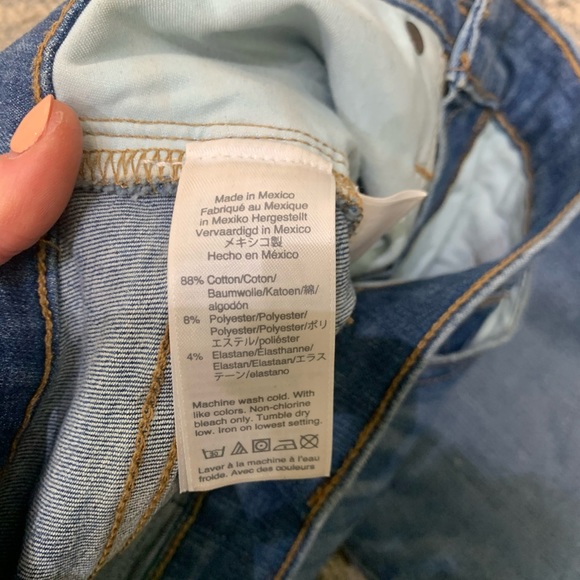 Made in Mexico
Fabriqué au Mexique
in Mexiko Hergestellt
Vervaardigd in Mexico
メキシコ製
Hecho en México
88% Cotton/Coton/
Baumwolle/Katoen/綿/
algodón
8% Polyester/Polyester/
Polyester/Polyester/ポリ
エステル/poliéster
4% Elastane/Élasthanne/
Elastan/Elastaan/エラス
テーン/elastano
Machine wash cold. With
like colors. Non-chlorine
bleach only. Tumble dry
low. Iron on lowest setting.
Laver à la machine à l'eau
froide. Avec des couleurs